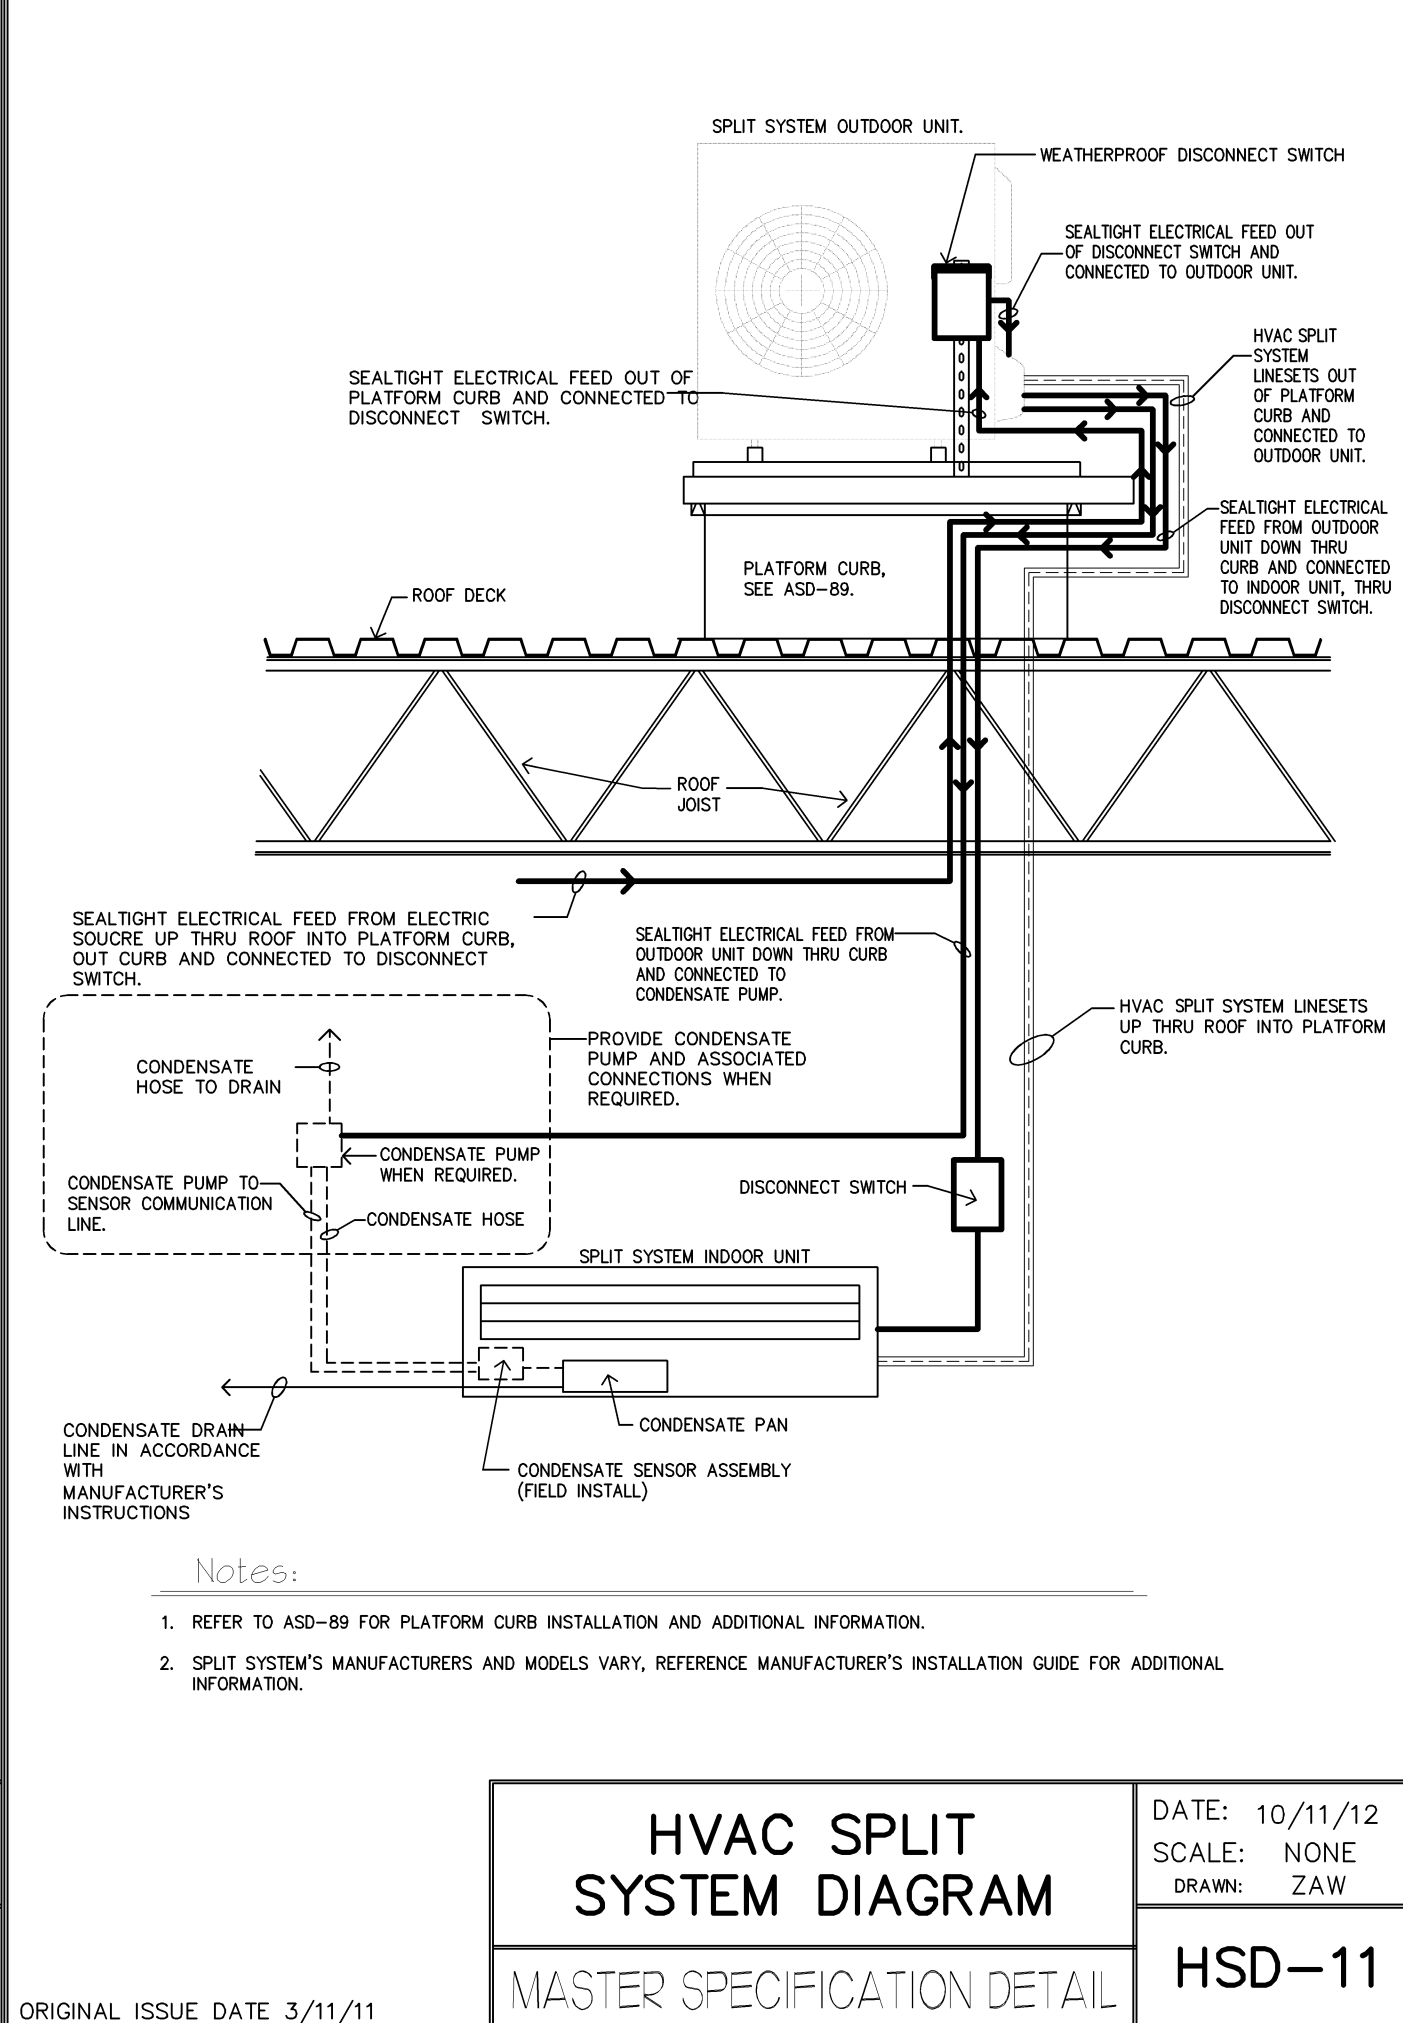 SPLIT SYSTEM OUTDOOR UNIT.
WEATHERPROOF DISCONNECT SWITCH
SEALTIGHT ELECTRICAL FEED OUT
OF DISCONNECT SWITCH AND
CONNECTED TO OUTDOOR UNIT.
HVAC SPLIT
SYSTEM
LINESETS OUT
OF PLATFORM
CURB AND
CONNECTED TO
OUTDOOR UNIT.
SEALTIGHT ELECTRICAL FEED OUT OF
PLATFORM CURB AND CONNECTED TO
DISCONNECT SWITCH.
SEALTIGHT ELECTRICAL
FEED FROM OUTDOOR
UNIT DOWN THRU
CURB AND CONNECTED
TO INDOOR UNIT, THRU
DISCONNECT SWITCH.
PLATFORM CURB,
SEE ASD-89.
ROOF DECK
ROOF
JOIST
SEALTIGHT ELECTRICAL FEED FROM ELECTRIC
SOUCRE UP THRU ROOF INTO PLATFORM CURB,
OUT CURB AND CONNECTED TO DISCONNECT
SWITCH.
SEALTIGHT ELECTRICAL FEED FROM
OUTDOOR UNIT DOWN THRU CURB
AND CONNECTED TO
CONDENSATE PUMP.
HVAC SPLIT SYSTEM LINESETS
UP THRU ROOF INTO PLATFORM
CURB.
PROVIDE CONDENSATE
PUMP AND ASSOCIATED
CONNECTIONS WHEN
REQUIRED.
CONDENSATE
HOSE TO DRAIN
CONDENSATE PUMP
WHEN REQUIRED.
CONDENSATE PUMP TO
SENSOR COMMUNICATION
LINE.
CONDENSATE HOSE
DISCONNECT SWITCH
SPLIT SYSTEM INDOOR UNIT
CONDENSATE PAN
CONDENSATE DRAIN
LINE IN ACCORDANCE
WITH
MANUFACTURER'S
INSTRUCTIONS
CONDENSATE SENSOR ASSEMBLY
(FIELD INSTALL)
Notes:
1. REFER TO ASD-89 FOR PLATFORM CURB INSTALLATION AND ADDITIONAL INFORMATION.
2. SPLIT SYSTEM'S MANUFACTURERS AND MODELS VARY, REFERENCE MANUFACTURER'S INSTALLATION GUIDE FOR ADDITIONAL
INFORMATION.
HVAC SPLIT
SYSTEM DIAGRAM
DATE: 10/11/12
SCALE: NONE
DRAWN: ZAW
MASTER SPECIFICATION DETAIL
HSD-11
ORIGINAL ISSUE DATE 3/11/11